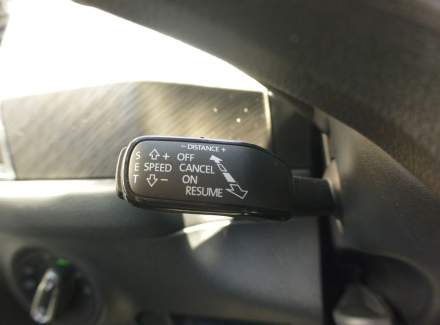 − DISTANCE +
S + OFF
E SPEED CANCEL
T − ON
RESUME